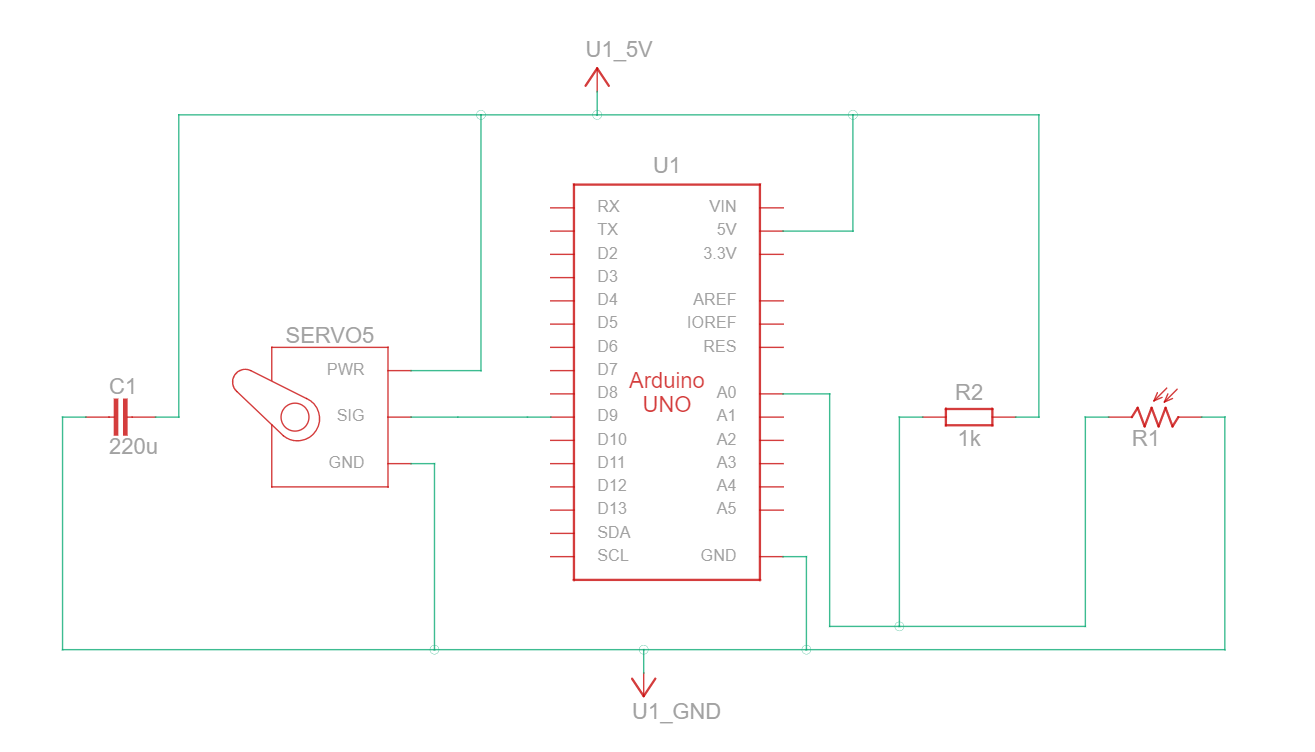 U1_5V
U1
RX
VIN
TX
5V
D2
3.3V
D3
D4
AREF
D5
IOREF
SERVO5
D6
RES
PWR
D7
Arduino
UNO
C1
D8
A0
R2
SIG
D9
A1
220u
D10
A2
1k
R1
GND
D11
A3
D12
A4
D13
A5
SDA
SCL
GND
U1_GND